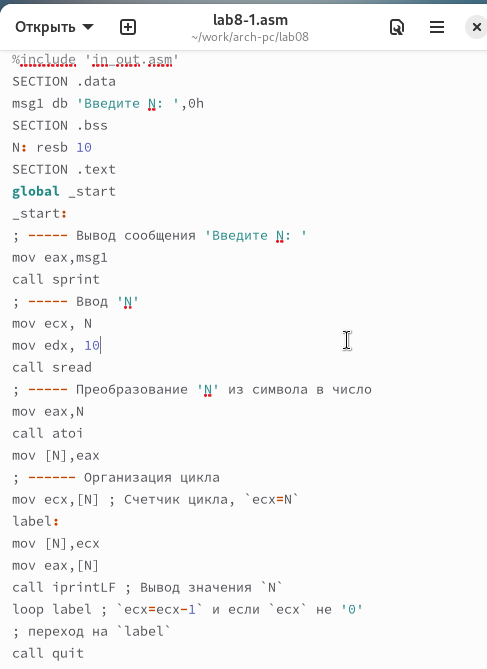 Открыть
lab8-1.asm
~/work/arch-pc/lab08
%include 'in_out.asm'
SECTION .data
msg1 db 'Введите N: ',0h
SECTION .bss
N: resb 10
SECTION .text
global _start
_start:
; ----- Вывод сообщения 'Введите N: '
mov eax,msg1
call sprint
; ----- Ввод 'N'
mov ecx, N
mov edx, 10
call sread
; ----- Преобразование 'N' из символа в число
mov eax,N
call atoi
mov [N],eax
; ------ Организация цикла
mov ecx,[N] ; Счетчик цикла, `ecx=N`
label:
mov [N],ecx
mov eax,[N]
call iprintLF ; Вывод значения `N`
loop label ; `ecx=ecx-1` и если `ecx` не '0'
; переход на `label`
call quit